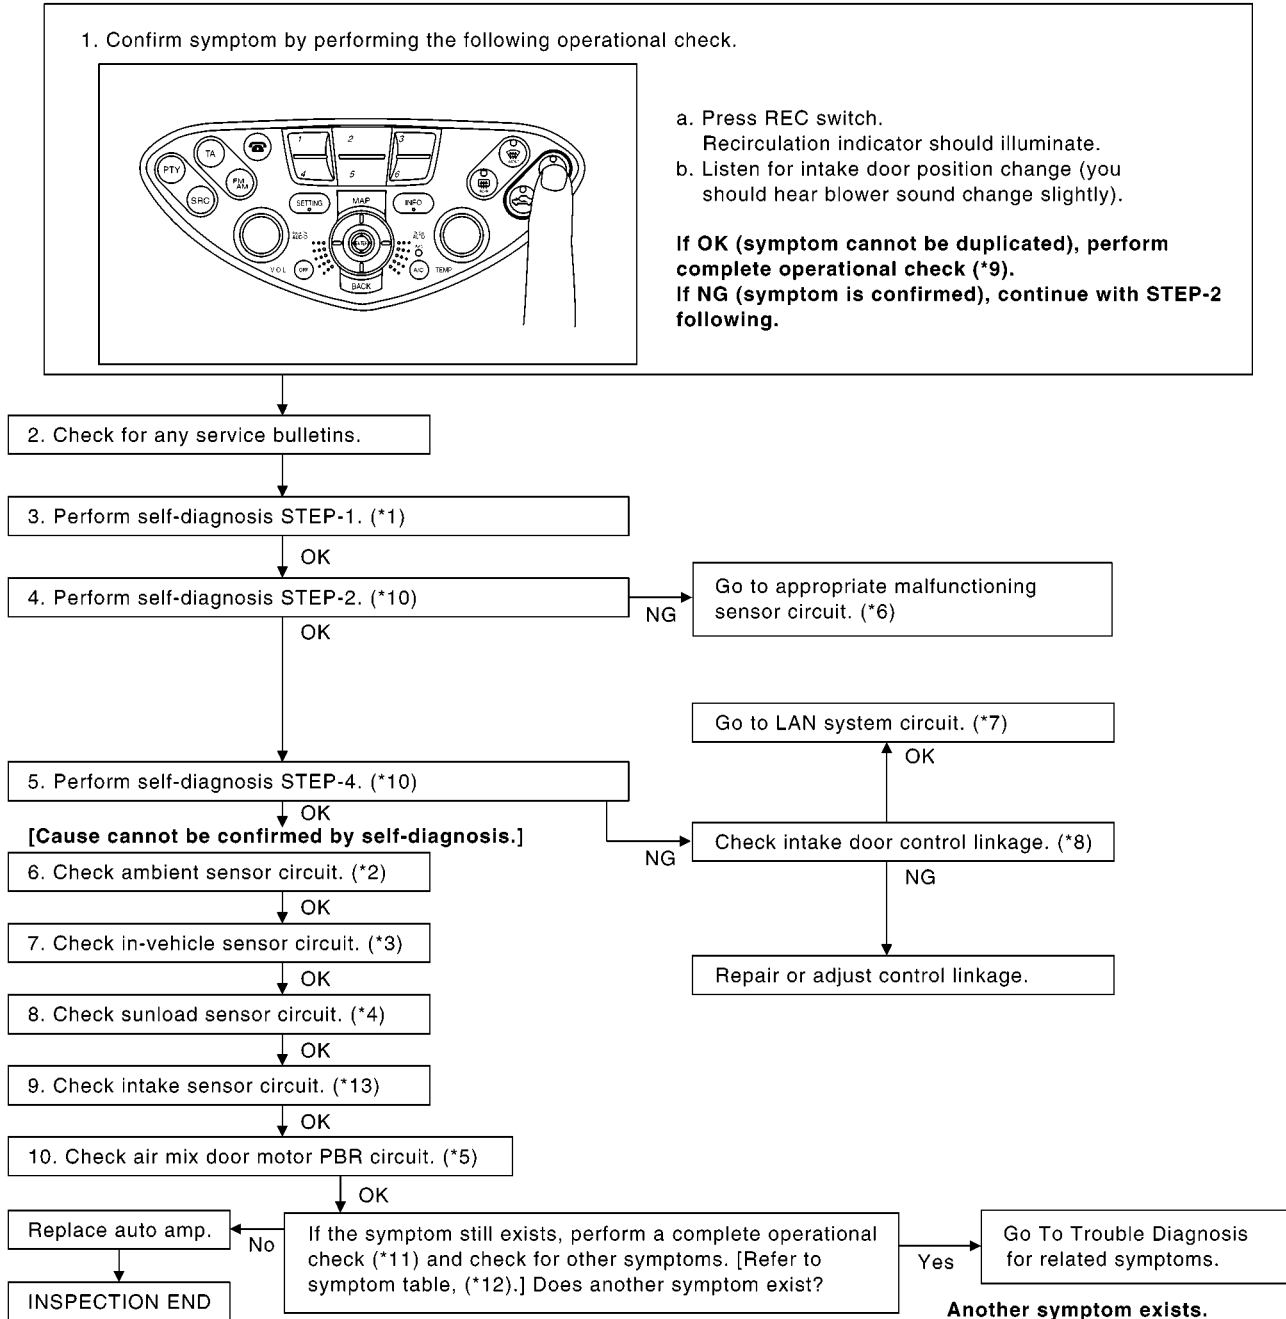 1. Confirm symptom by performing the following operational check.
PTY
TA
SRC
FM
AM
1
2
3
4
5
6
SETTING
MAP
INFO
VOL
OFF
BACK
A/C
TEMP
a. Press REC switch.
Recirculation indicator should illuminate.
b. Listen for intake door position change (you
should hear blower sound change slightly).
If OK (symptom cannot be duplicated), perform
complete operational check (*9).
If NG (symptom is confirmed), continue with STEP-2
following.
2. Check for any service bulletins.
3. Perform self-diagnosis STEP-1. (*1)
OK
4. Perform self-diagnosis STEP-2. (*10)
NG
Go to appropriate malfunctioning
sensor circuit. (*6)
OK
Go to LAN system circuit. (*7)
OK
5. Perform self-diagnosis STEP-4. (*10)
OK
[Cause cannot be confirmed by self-diagnosis.]
NG
Check intake door control linkage. (*8)
NG
Repair or adjust control linkage.
6. Check ambient sensor circuit. (*2)
OK
7. Check in-vehicle sensor circuit. (*3)
OK
8. Check sunload sensor circuit. (*4)
OK
9. Check intake sensor circuit. (*13)
OK
10. Check air mix door motor PBR circuit. (*5)
OK
Replace auto amp.
No
If the symptom still exists, perform a complete operational
check (*11) and check for other symptoms. [Refer to
symptom table, (*12).] Does another symptom exist?
Yes
Go To Trouble Diagnosis
for related symptoms.
INSPECTION END
Another symptom exists.